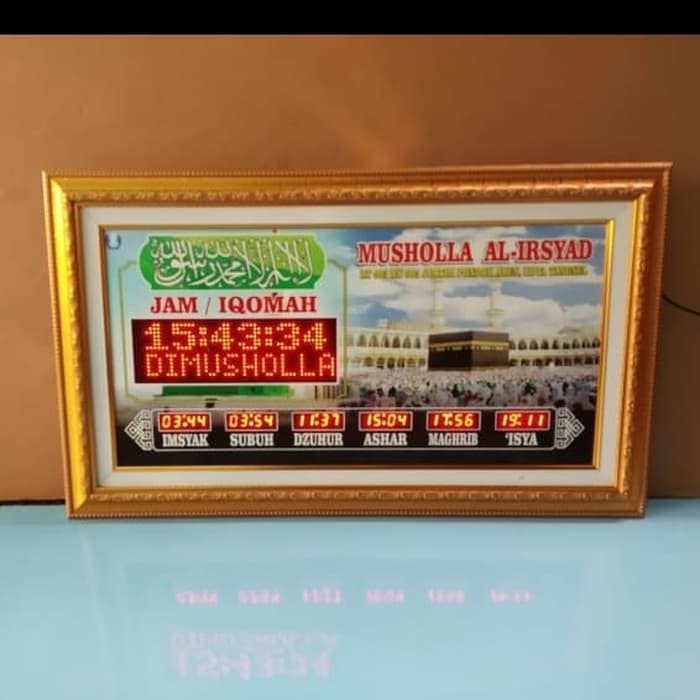 لا إله إلا الله محمد رسول الله
MUSHOLLA AL-IRSYAD
JAM / IQOMAH
15:43:34
DIMUSHOLLA
03:44 03:54 11:37 15:04 17:56 19:11
IMSYAK SUBUH DZUHUR ASHAR MAGHRIB 'ISYA